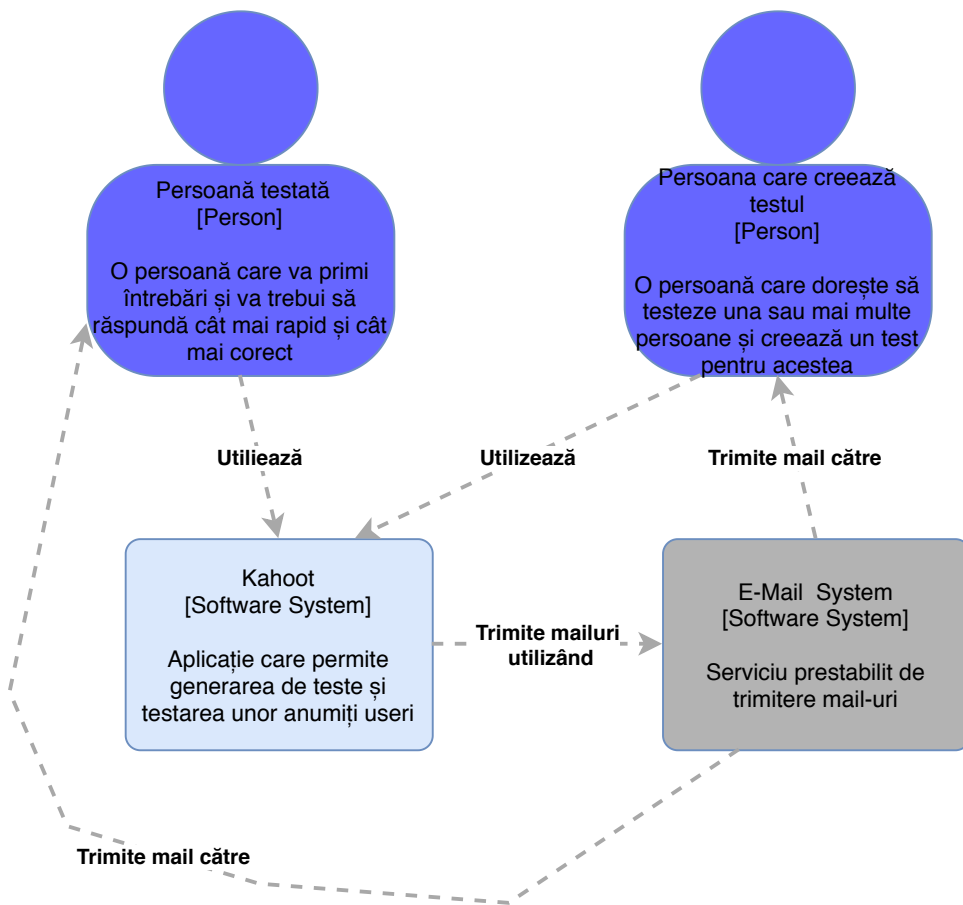 Persoană testată
[Person]
O persoană care va primi
întrebări și va trebui să
răspundă cât mai rapid și cât
mai corect
Persoana care creează
testul
[Person]
O persoană care dorește să
testeze una sau mai multe
persoane și creează un test
pentru acestea
Utiliează
Utilizează
Trimite mail către
Kahoot
[Software System]
Aplicație care permite
generarea de teste și
testarea unor anumiți useri
Trimite mailuri
utilizând
E-Mail  System
[Software System]
Serviciu prestabilit de
trimitere mail-uri
Trimite mail către